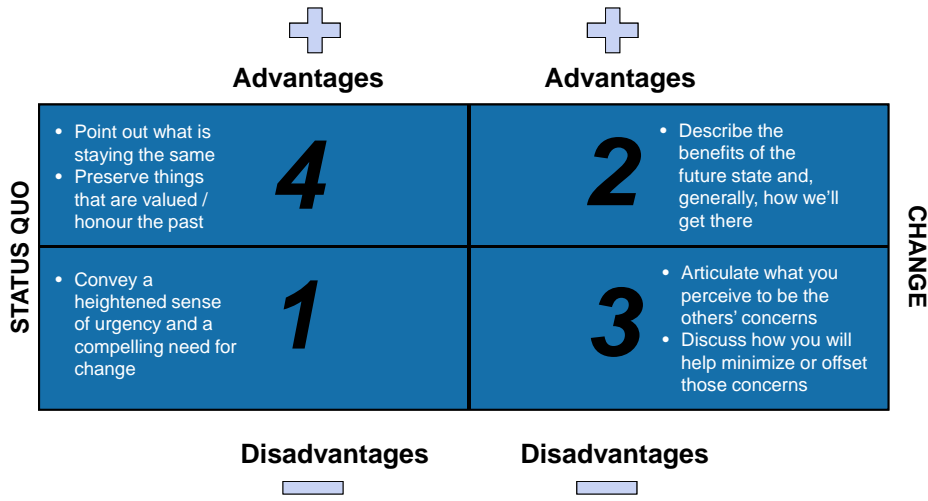 Advantages
Advantages
STATUS QUO
• Point out what is
staying the same
• Preserve things
that are valued /
honour the past
4
2
• Describe the
benefits of the
future state and,
generally, how we'll
get there
CHANGE
• Convey a
heightened sense
of urgency and a
compelling need for
change
1
3
• Articulate what you
perceive to be the
others' concerns
• Discuss how you will
help minimize or offset
those concerns
Disadvantages
Disadvantages